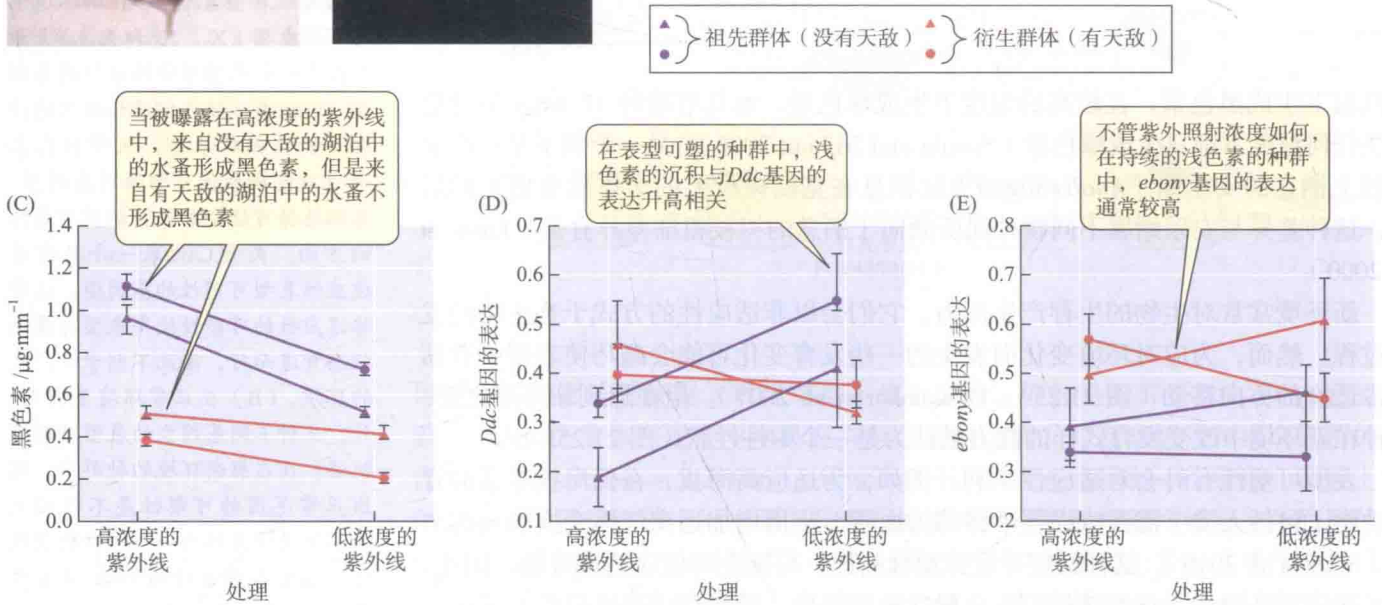 祖先群体（没有天敌）
衍生群体（有天敌）
当被曝露在高浓度的紫外线
中，来自没有天敌的湖泊中
的水蚤形成黑色素，但是来
自有天敌的湖泊中的水蚤不
形成黑色素
在表型可塑的种群中，浅
色素的沉积与Ddc基因的
表达升高相关
不管紫外照射浓度如何，
在持续的浅色素的种群
中，ebony基因的表达
通常较高
(C)
黑色素 /μg·mm⁻¹
1.4
1.2
1.0
0.8
0.6
0.4
0.2
0.0
高浓度的
紫外线
低浓度的
紫外线
处理
(D)
Ddc基因的表达
0.7
0.6
0.5
0.4
0.3
0.2
0.1
高浓度的
紫外线
低浓度的
紫外线
处理
(E)
ebony基因的表达
0.8
0.7
0.6
0.5
0.4
0.3
0.2
高浓度的
紫外线
低浓度的
紫外线
处理